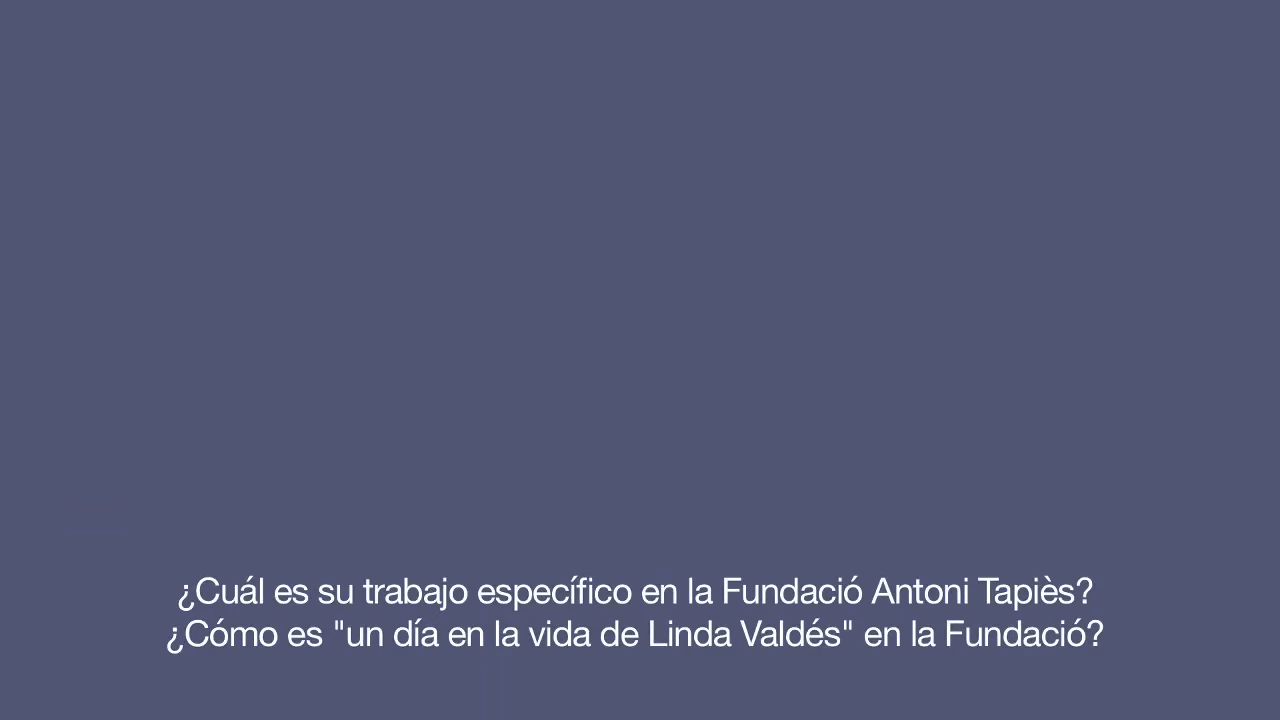 ¿Cuál es su trabajo específico en la Fundació Antoni Tapiès?
¿Cómo es "un día en la vida de Linda Valdés" en la Fundació?